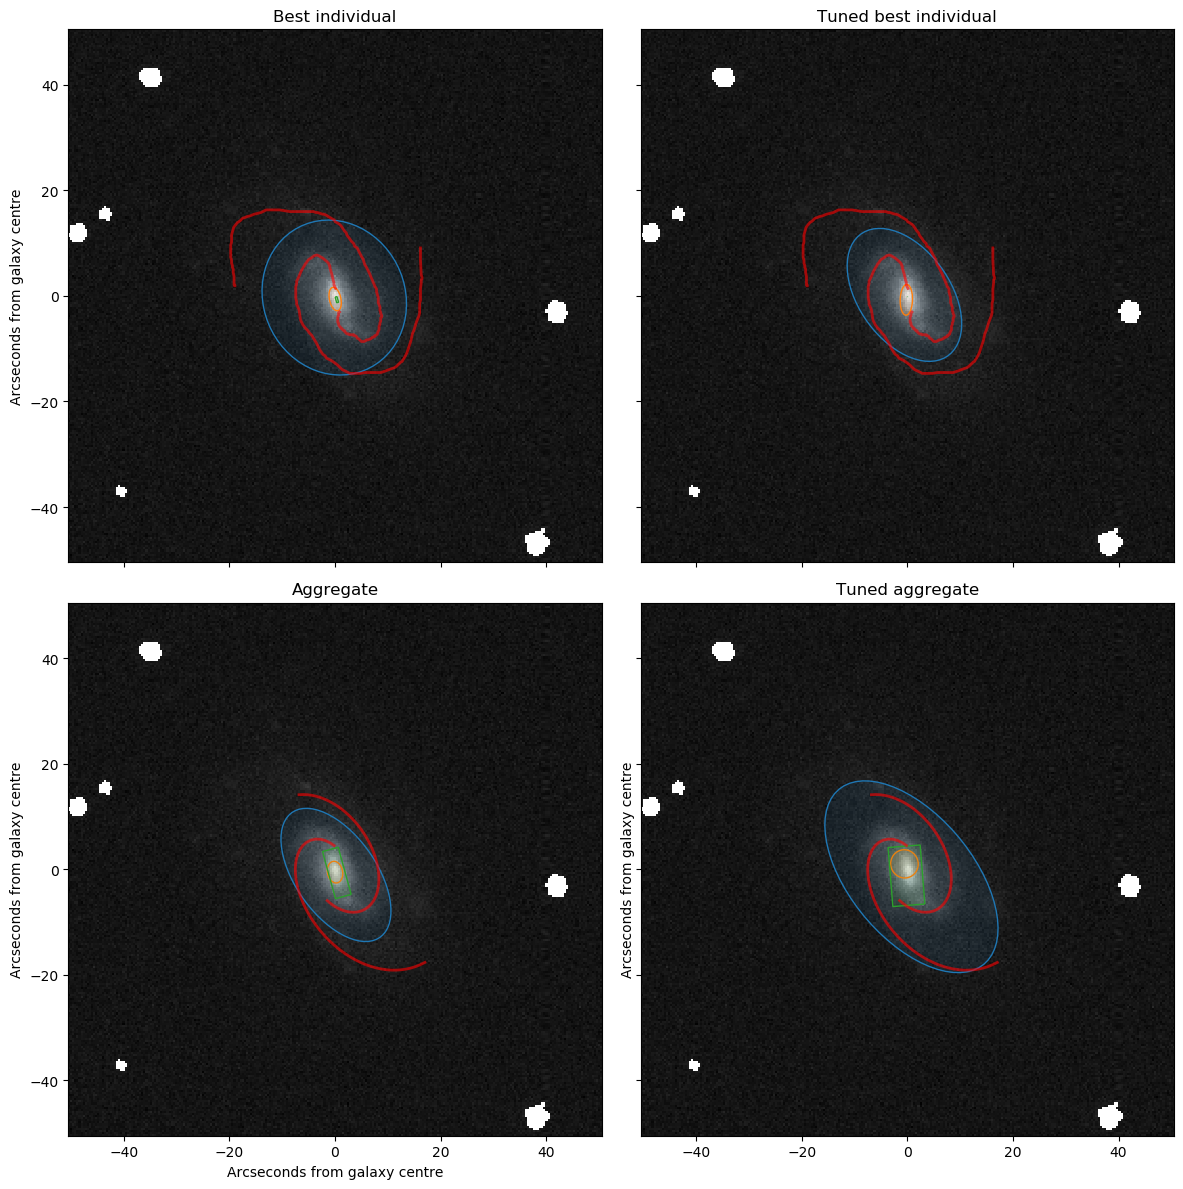 Best individual
Tuned best individual
Arcseconds from galaxy centre
40
20
0
−20
−40
Aggregate
Tuned aggregate
Arcseconds from galaxy centre
Arcseconds from galaxy centre
40
20
0
−20
−40
−40 −20 0 20 40
−40 −20 0 20 40
Arcseconds from galaxy centre